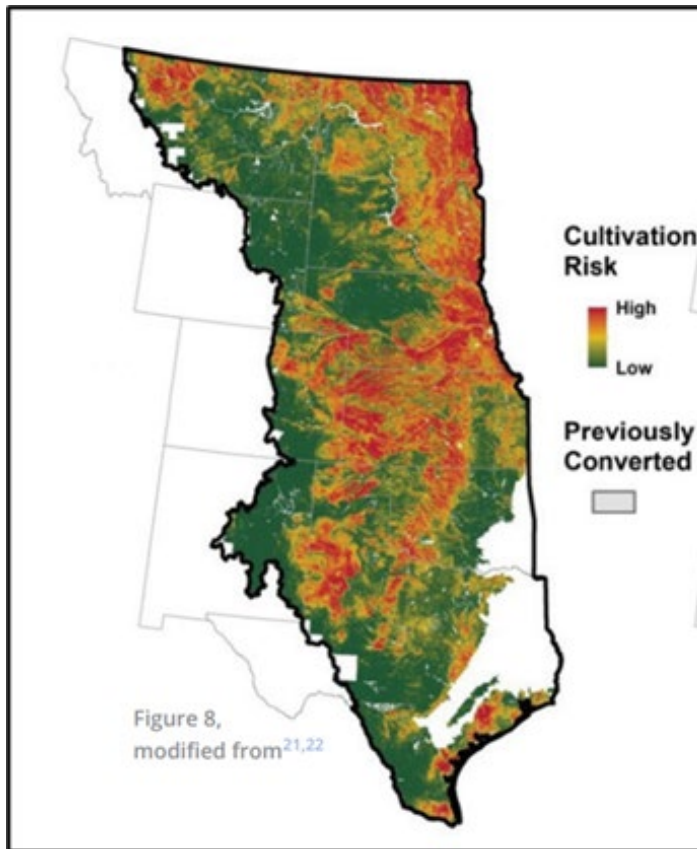 Cultivation
Risk
High
Low
Previously
Converted
Figure 8,
modified from21,22